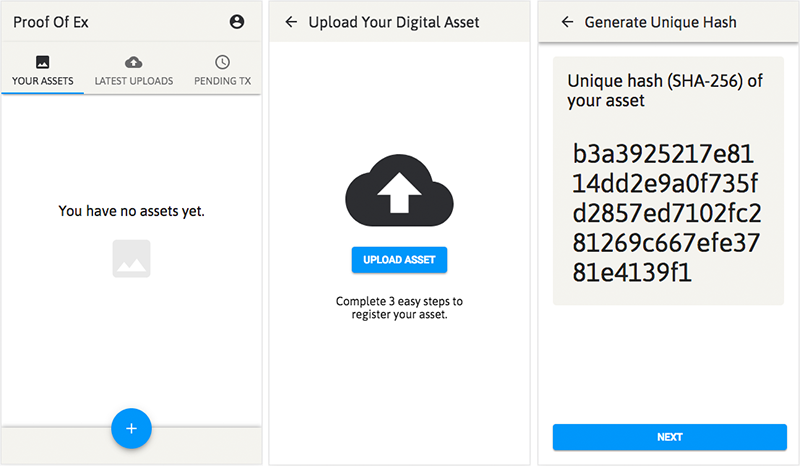 Proof Of Ex
YOUR ASSETS
LATEST UPLOADS
PENDING TX
You have no assets yet.
Upload Your Digital Asset
UPLOAD ASSET
Complete 3 easy steps to
register your asset.
Generate Unique Hash
Unique hash (SHA-256) of
your asset
b3a3925217e81
14dd2e9a0f735f
d2857ed7102fc2
81269c667efe37
81e4139f1
NEXT